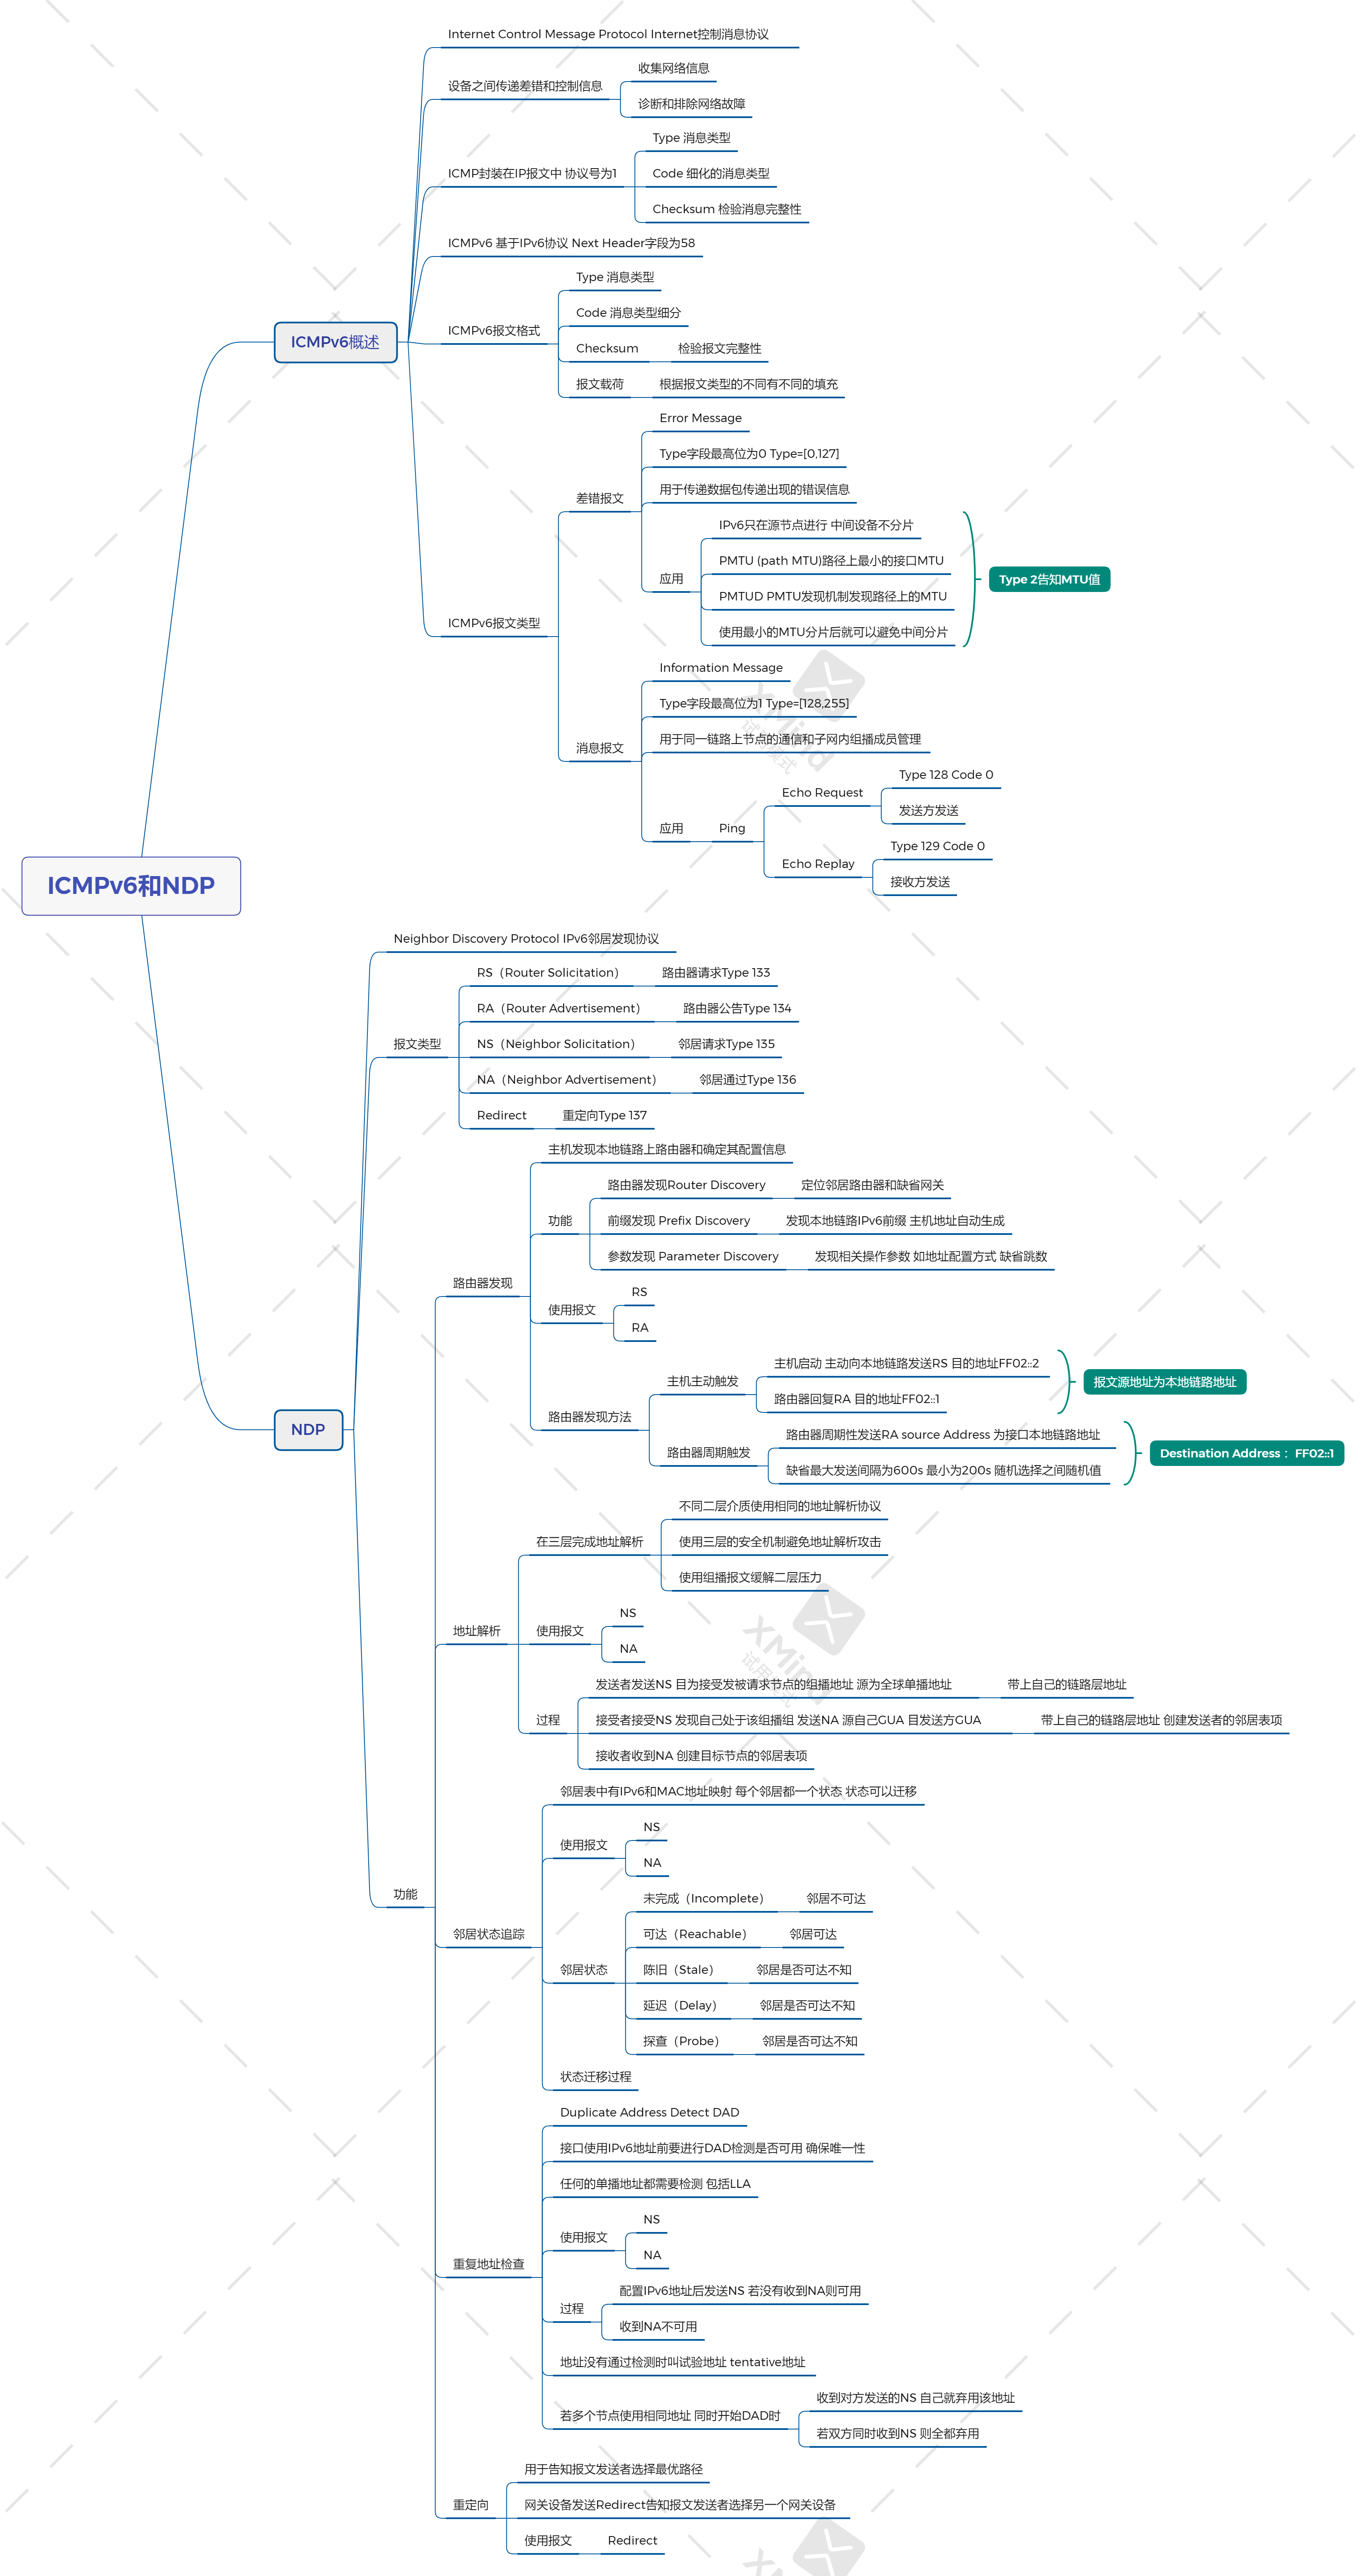 ICMPv6和NDP
ICMPv6概述
Internet Control Message Protocol Internet控制消息协议
设备之间传递差错和控制信息
收集网络信息
诊断和排除网络故障
ICMP封装在IP报文中 协议号为1
Type 消息类型
Code 细化的消息类型
Checksum 检验消息完整性
ICMPv6 基于IPv6协议 Next Header字段为58
ICMPv6报文格式
Type 消息类型
Code 消息类型细分
Checksum
检验报文完整性
报文载荷
根据报文类型的不同有不同的填充
ICMPv6报文类型
差错报文
Error Message
Type字段最高位为0 Type=[0,127]
用于传递数据包传递出现的错误信息
应用
IPv6只在源节点进行 中间设备不分片
PMTU (path MTU)路径上最小的接口MTU
PMTUD PMTU发现机制发现路径上的MTU
使用最小的MTU分片后就可以避免中间分片
Type 2告知MTU值
消息报文
Information Message
Type字段最高位为1 Type=[128,255]
用于同一链路上节点的通信和子网内组播成员管理
应用
Ping
Echo Request
Type 128 Code 0
发送方发送
Echo Replay
Type 129 Code 0
接收方发送
NDP
Neighbor Discovery Protocol IPv6邻居发现协议
报文类型
RS（Router Solicitation）
路由器请求Type 133
RA（Router Advertisement）
路由器公告Type 134
NS（Neighbor Solicitation）
邻居请求Type 135
NA（Neighbor Advertisement）
邻居通过Type 136
Redirect
重定向Type 137
功能
路由器发现
主机发现本地链路上路由器和确定其配置信息
功能
路由器发现Router Discovery
定位邻居路由器和缺省网关
前缀发现 Prefix Discovery
发现本地链路IPv6前缀 主机地址自动生成
参数发现 Parameter Discovery
发现相关操作参数 如地址配置方式 缺省跳数
使用报文
RS
RA
路由器发现方法
主机主动触发
主机启动 主动向本地链路发送RS 目的地址FF02::2
路由器回复RA 目的地址FF02::1
报文源地址为本地链路地址
路由器周期触发
路由器周期性发送RA source Address 为接口本地链路地址
缺省最大发送间隔为600s 最小为200s 随机选择之间随机值
Destination Address： FF02::1
地址解析
在三层完成地址解析
不同二层介质使用相同的地址解析协议
使用三层的安全机制避免地址解析攻击
使用组播报文缓解二层压力
使用报文
NS
NA
过程
发送者发送NS 目为接受发被请求节点的组播地址 源为全球单播地址
带上自己的链路层地址
接受者接受NS 发现自己处于该组播组 发送NA 源自己GUA 目发送方GUA
带上自己的链路层地址 创建发送者的邻居表项
接收者收到NA 创建目标节点的邻居表项
邻居状态追踪
邻居表中有IPv6和MAC地址映射 每个邻居都一个状态 状态可以迁移
使用报文
NS
NA
邻居状态
未完成（Incomplete）
邻居不可达
可达（Reachable）
邻居可达
陈旧（Stale）
邻居是否可达不知
延迟（Delay）
邻居是否可达不知
探查（Probe）
邻居是否可达不知
状态迁移过程
重复地址检查
Duplicate Address Detect DAD
接口使用IPv6地址前要进行DAD检测是否可用 确保唯一性
任何的单播地址都需要检测 包括LLA
使用报文
NS
NA
过程
配置IPv6地址后发送NS 若没有收到NA则可用
收到NA不可用
地址没有通过检测时叫试验地址 tentative地址
若多个节点使用相同地址 同时开始DAD时
收到对方发送的NS 自己就弃用该地址
若双方同时收到NS 则全都弃用
重定向
用于告知报文发送者选择最优路径
网关设备发送Redirect告知报文发送者选择另一个网关设备
使用报文
Redirect
XMind
试用模式
XMind
试用模式